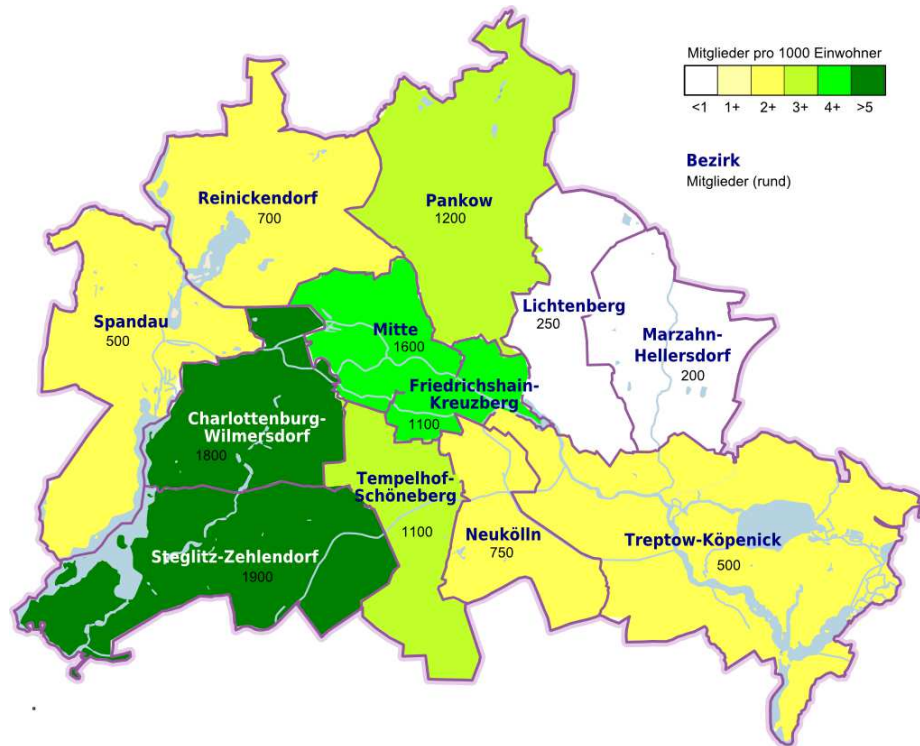 Mitglieder pro 1000 Einwohner
<1 1+ 2+ 3+ 4+ >5
Bezirk
Mitglieder (rund)
Reinickendorf
700
Pankow
1200
Lichtenberg
250
Spandau
500
Mitte
1600
Marzahn-
Hellersdorf
200
Friedrichshain-
Kreuzberg
1100
Charlottenburg-
Wilmersdorf
1800
Tempelhof-
Schöneberg
1100
Neukölln
750
Treptow-Köpenick
500
Steglitz-Zehlendorf
1900